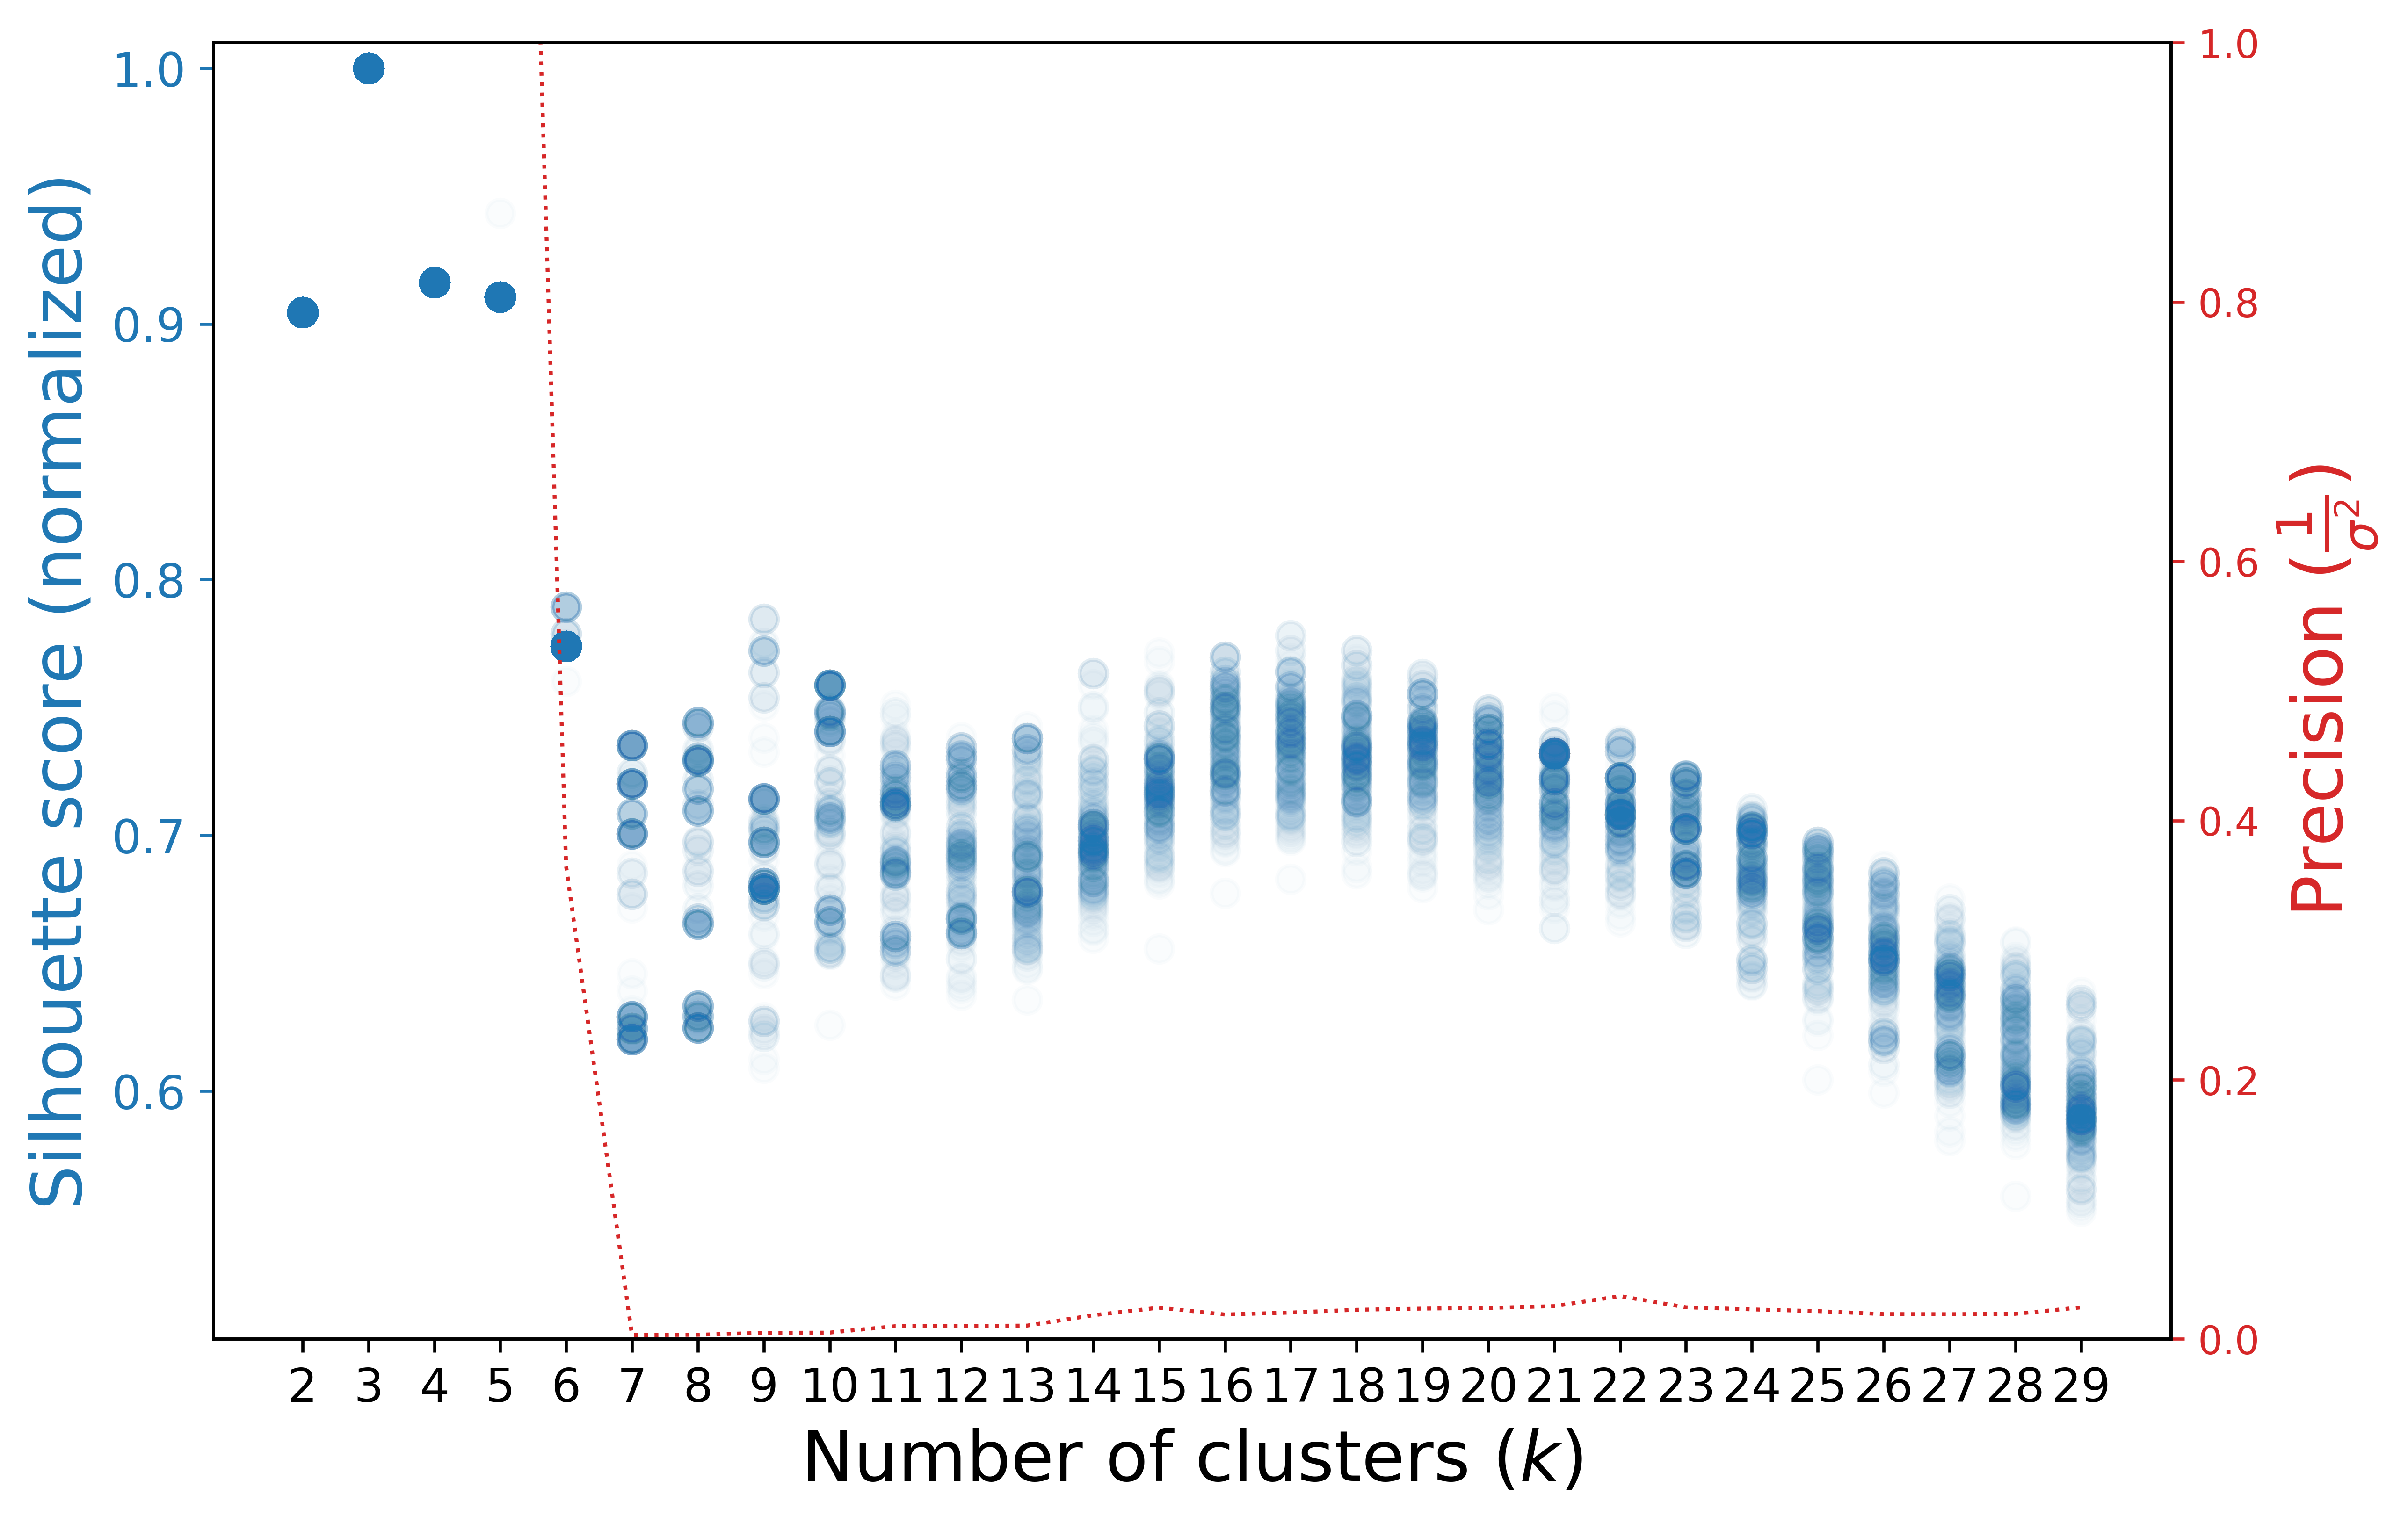 Silhouette score (normalized)
1.0
0.9
0.8
0.7
0.6
1.0
0.8
0.6
0.4
0.2
0.0
Precision (1/σ²)
2 3 4 5 6 7 8 9 10 11 12 13 14 15 16 17 18 19 20 21 22 23 24 25 26 27 28 29
Number of clusters (k)